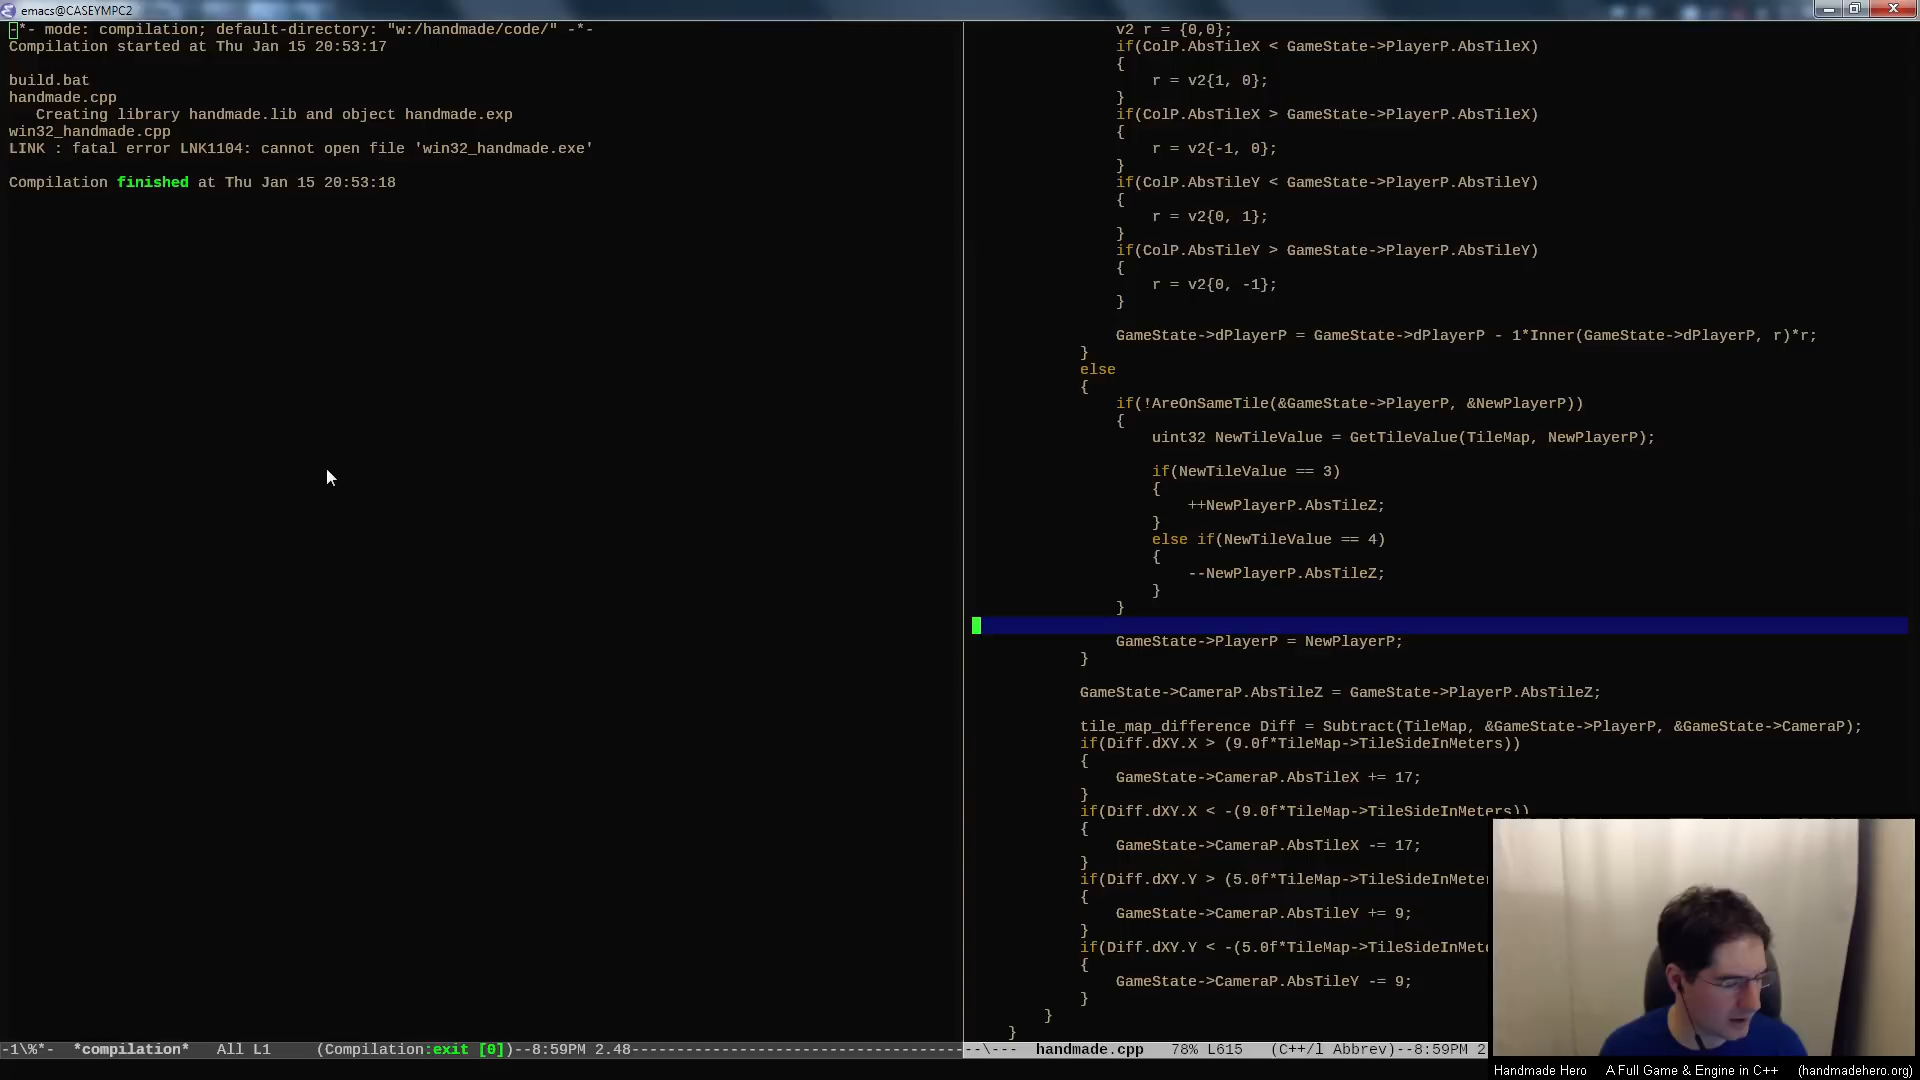 emacs@CASEYMPC2
-*- mode: compilation; default-directory: "w:/handmade/code/" -*-
Compilation started at Thu Jan 15 20:53:17
build.bat
handmade.cpp
Creating library handmade.lib and object handmade.exp
win32_handmade.cpp
LINK : fatal error LNK1104: cannot open file 'win32_handmade.exe'
Compilation finished at Thu Jan 15 20:53:18
-1\%*-  *compilation*   All L1     (Compilation:exit [0])--8:59PM 2.48
v2 r = {0,0};
if(ColP.AbsTileX < GameState->PlayerP.AbsTileX)
{
r = v2{1, 0};
}
if(ColP.AbsTileX > GameState->PlayerP.AbsTileX)
{
r = v2{-1, 0};
}
if(ColP.AbsTileY < GameState->PlayerP.AbsTileY)
{
r = v2{0, 1};
}
if(ColP.AbsTileY > GameState->PlayerP.AbsTileY)
{
r = v2{0, -1};
}
GameState->dPlayerP = GameState->dPlayerP - 1*Inner(GameState->dPlayerP, r)*r;
}
else
{
if(!AreOnSameTile(&GameState->PlayerP, &NewPlayerP))
{
uint32 NewTileValue = GetTileValue(TileMap, NewPlayerP);
if(NewTileValue == 3)
{
++NewPlayerP.AbsTileZ;
}
else if(NewTileValue == 4)
{
--NewPlayerP.AbsTileZ;
}
}
GameState->PlayerP = NewPlayerP;
}
GameState->CameraP.AbsTileZ = GameState->PlayerP.AbsTileZ;
tile_map_difference Diff = Subtract(TileMap, &GameState->PlayerP, &GameState->CameraP);
if(Diff.dXY.X > (9.0f*TileMap->TileSideInMeters))
{
GameState->CameraP.AbsTileX += 17;
}
if(Diff.dXY.X < -(9.0f*TileMap->TileSideInMeters))
{
GameState->CameraP.AbsTileX -= 17;
}
if(Diff.dXY.Y > (5.0f*TileMap->TileSideInMeter
{
GameState->CameraP.AbsTileY += 9;
}
if(Diff.dXY.Y < -(5.0f*TileMap->TileSideInMete
{
GameState->CameraP.AbsTileY -= 9;
}
}
}
--\---  handmade.cpp   78% L615   (C++/l Abbrev)--8:59PM 2
Handmade Hero   A Full Game & Engine in C++   (handmadehero.org)